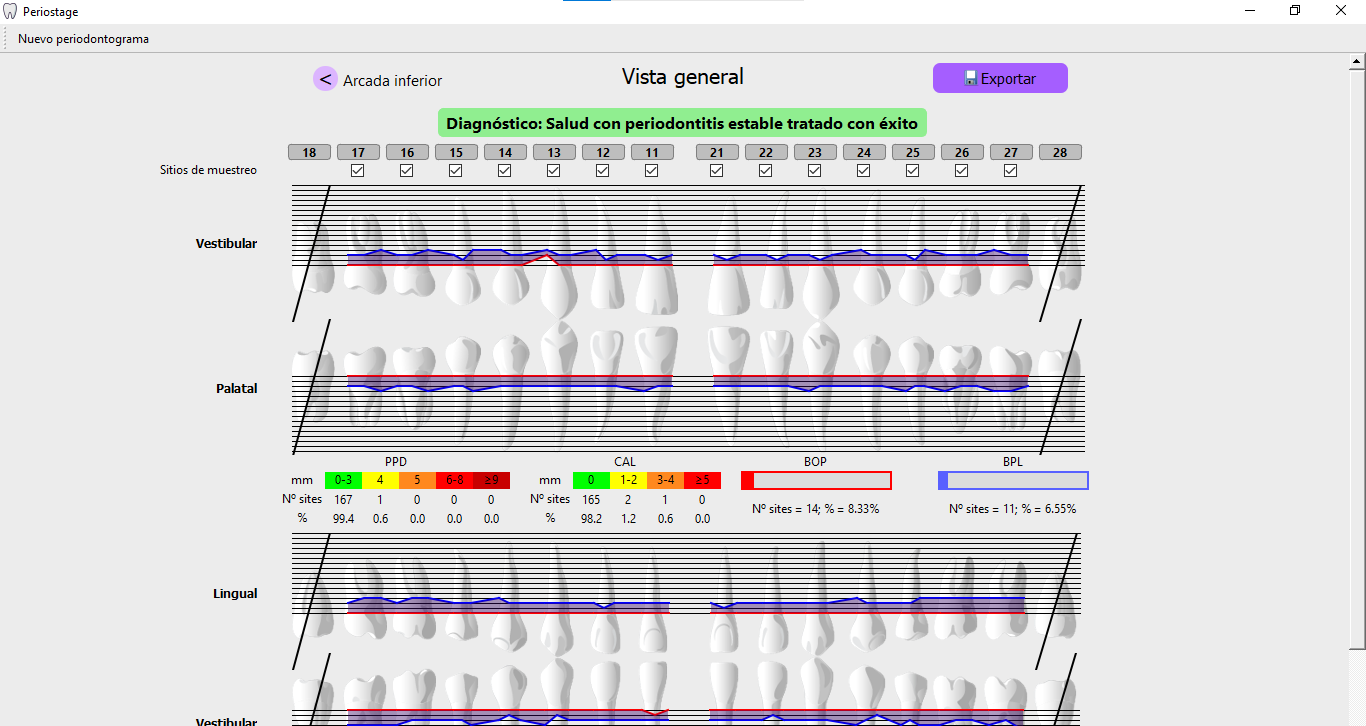 Periostage
Nuevo periodontograma
< Arcada inferior
Vista general
Exportar
Diagnóstico: Salud con periodontitis estable tratado con éxito
18 17 16 15 14 13 12 11 21 22 23 24 25 26 27 28
Sitios de muestreo
Vestibular
Palatal
PPD CAL BOP BPL
mm 0-3 4 5 6-8 ≥9 mm 0 1-2 3-4 ≥5
Nº sites 167 1 0 0 0 Nº sites 165 2 1 0 Nº sites = 14; % = 8.33% Nº sites = 11; % = 6.55%
% 99.4 0.6 0.0 0.0 0.0 % 98.2 1.2 0.6 0.0
Lingual
Vestibular